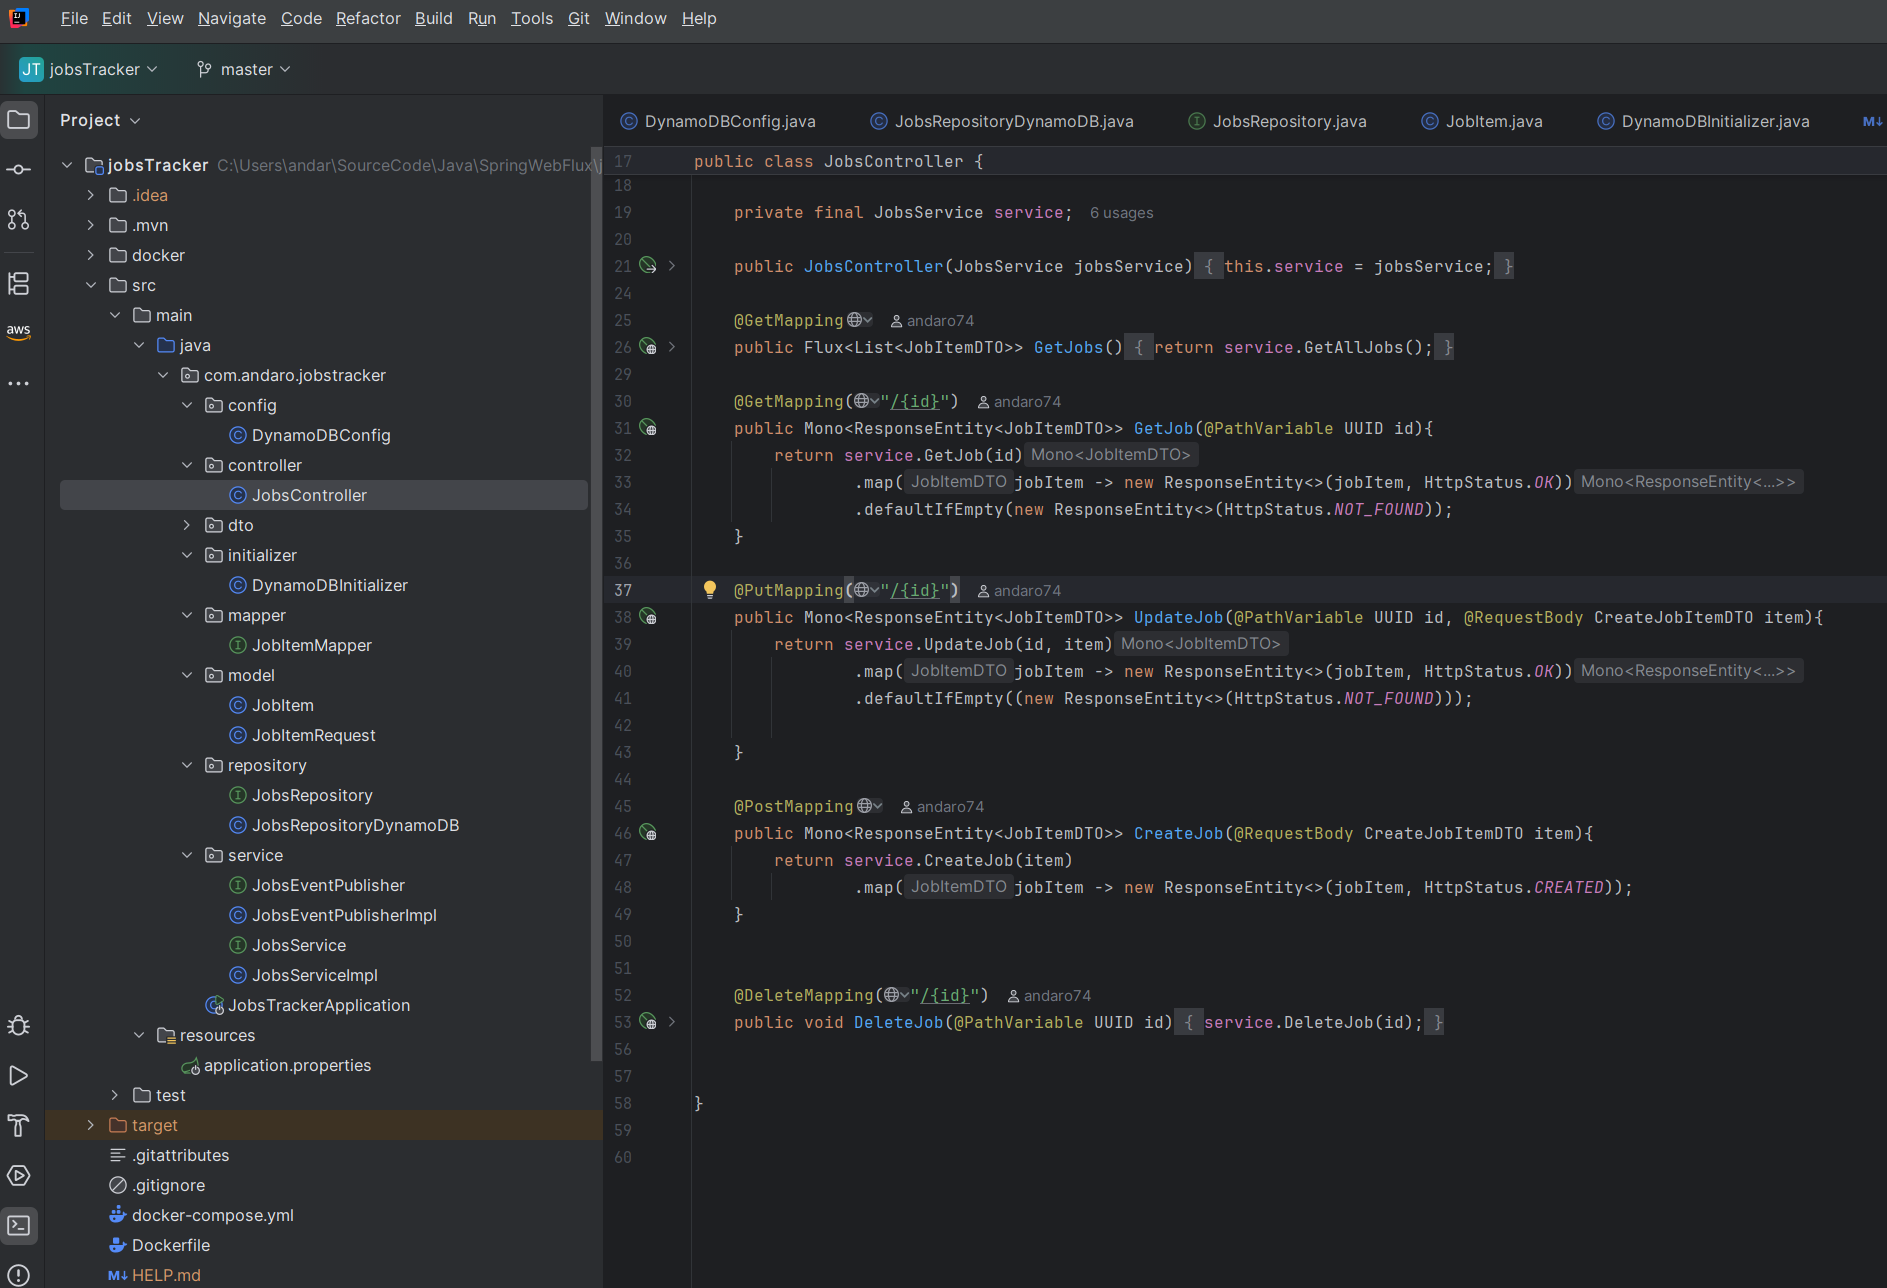 File Edit View Navigate Code Refactor Build Run Tools Git Window Help
JT jobsTracker master
Project
jobsTracker C:\Users\andar\SourceCode\Java\SpringWebFlux\j
.idea
.mvn
docker
src
main
java
com.andaro.jobstracker
config
DynamoDBConfig
controller
JobsController
dto
initializer
DynamoDBInitializer
mapper
JobItemMapper
model
JobItem
JobItemRequest
repository
JobsRepository
JobsRepositoryDynamoDB
service
JobsEventPublisher
JobsEventPublisherImpl
JobsService
JobsServiceImpl
JobsTrackerApplication
resources
application.properties
test
target
.gitattributes
.gitignore
docker-compose.yml
Dockerfile
M↓ HELP.md
aws
DynamoDBConfig.java JobsRepositoryDynamoDB.java JobsRepository.java JobItem.java DynamoDBInitializer.java M↓
17 public class JobsController {
18
19 private final JobsService service; 6 usages
20
21 public JobsController(JobsService jobsService) { this.service = jobsService; }
24
25 @GetMapping andaro74
26 public Flux<List<JobItemDTO>> GetJobs() { return service.GetAllJobs(); }
29
30 @GetMapping("/{id}") andaro74
31 public Mono<ResponseEntity<JobItemDTO>> GetJob(@PathVariable UUID id){
32 return service.GetJob(id) Mono<JobItemDTO>
33 .map( JobItemDTO jobItem -> new ResponseEntity<>(jobItem, HttpStatus.OK)) Mono<ResponseEntity<...>>
34 .defaultIfEmpty(new ResponseEntity<>(HttpStatus.NOT_FOUND));
35 }
36
37 @PutMapping("/{id}") andaro74
38 public Mono<ResponseEntity<JobItemDTO>> UpdateJob(@PathVariable UUID id, @RequestBody CreateJobItemDTO item){
39 return service.UpdateJob(id, item) Mono<JobItemDTO>
40 .map( JobItemDTO jobItem -> new ResponseEntity<>(jobItem, HttpStatus.OK)) Mono<ResponseEntity<...>>
41 .defaultIfEmpty((new ResponseEntity<>(HttpStatus.NOT_FOUND)));
42
43 }
44
45 @PostMapping andaro74
46 public Mono<ResponseEntity<JobItemDTO>> CreateJob(@RequestBody CreateJobItemDTO item){
47 return service.CreateJob(item)
48 .map( JobItemDTO jobItem -> new ResponseEntity<>(jobItem, HttpStatus.CREATED));
49 }
50
51
52 @DeleteMapping("/{id}") andaro74
53 public void DeleteJob(@PathVariable UUID id) { service.DeleteJob(id); }
56
57
58 }
59
60